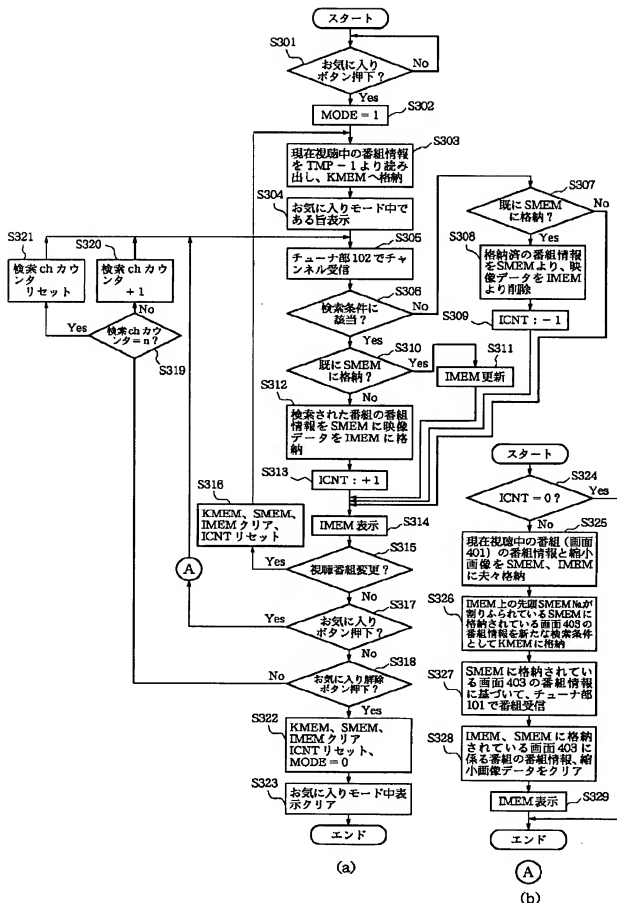 スタート
S301
お気に入り
ボタン押下?
No
Yes
S302
MODE=1
S303
現在視聴中の番組情報
をTMP-1より読み
出し、KMEMへ格納
S304
お気に入りモード中で
ある旨表示
S305
チューナ部102でチャ
ンネル受信
S306
検索条件に
該当?
No
Yes
S307
既にSMEM
に格納?
No
Yes
S308
格納済の番組情報
をSMEMより、映
像データをIMEM
より削除
S309
ICNT:-1
S310
既にSMEM
に格納?
Yes
No
S311
IMEM更新
S312
検索された番組の番組
情報をSMEMに映像
データをIMEMに格
納
S313
ICNT:+1
S314
IMEM表示
S315
視聴番組変更?
Yes
No
S316
KMEM、SMEM、
IMEMクリア、
ICNTリセット
S317
お気に入り
ボタン押下?
Yes
No
A
S318
お気に入り解除
ボタン押下?
No
Yes
S319
検索chカウ
ンタ=n?
Yes
No
S320
検索ch
カウンタ
+1
S321
検索chカウ
ンタ
リセット
S322
KMEM、SMEM、
IMEMクリア
ICNTリセット、
MODE=0
S323
お気に入りモード中表
示クリア
エンド
(a)
スタート
S324
ICNT=0?
Yes
No
S325
現在視聴中の番組(画面
401)の番組情報と縮小
画像をSMEM、IMEM
に夫々格納
S326
IMEM上の先頭SMEM№が
割りふられているSMEMに
格納されている画面403の
番組情報を新たな検索条件
としてKMEMに格納
S327
SMEMに格納されてい
る画面403の番組情報
に基づいて、チューナ部
101で番組受信
S328
IMEM、SMEMに格納
されている画面403に
係る番組の番組情報、縮
小画像データをクリア
S329
IMEM表示
エンド
A
(b)